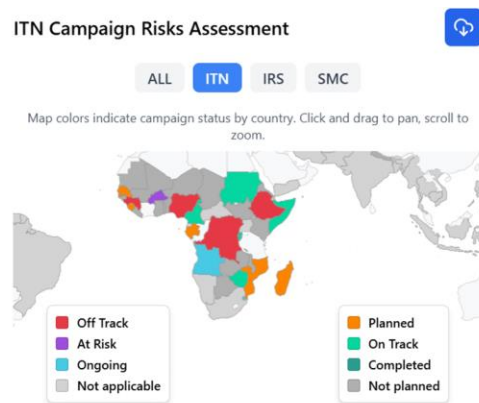 ITN Campaign Risks Assessment
ALL ITN IRS SMC
Map colors indicate campaign status by country. Click and drag to pan, scroll to
zoom.
Off Track
At Risk
Ongoing
Not applicable
Planned
On Track
Completed
Not planned